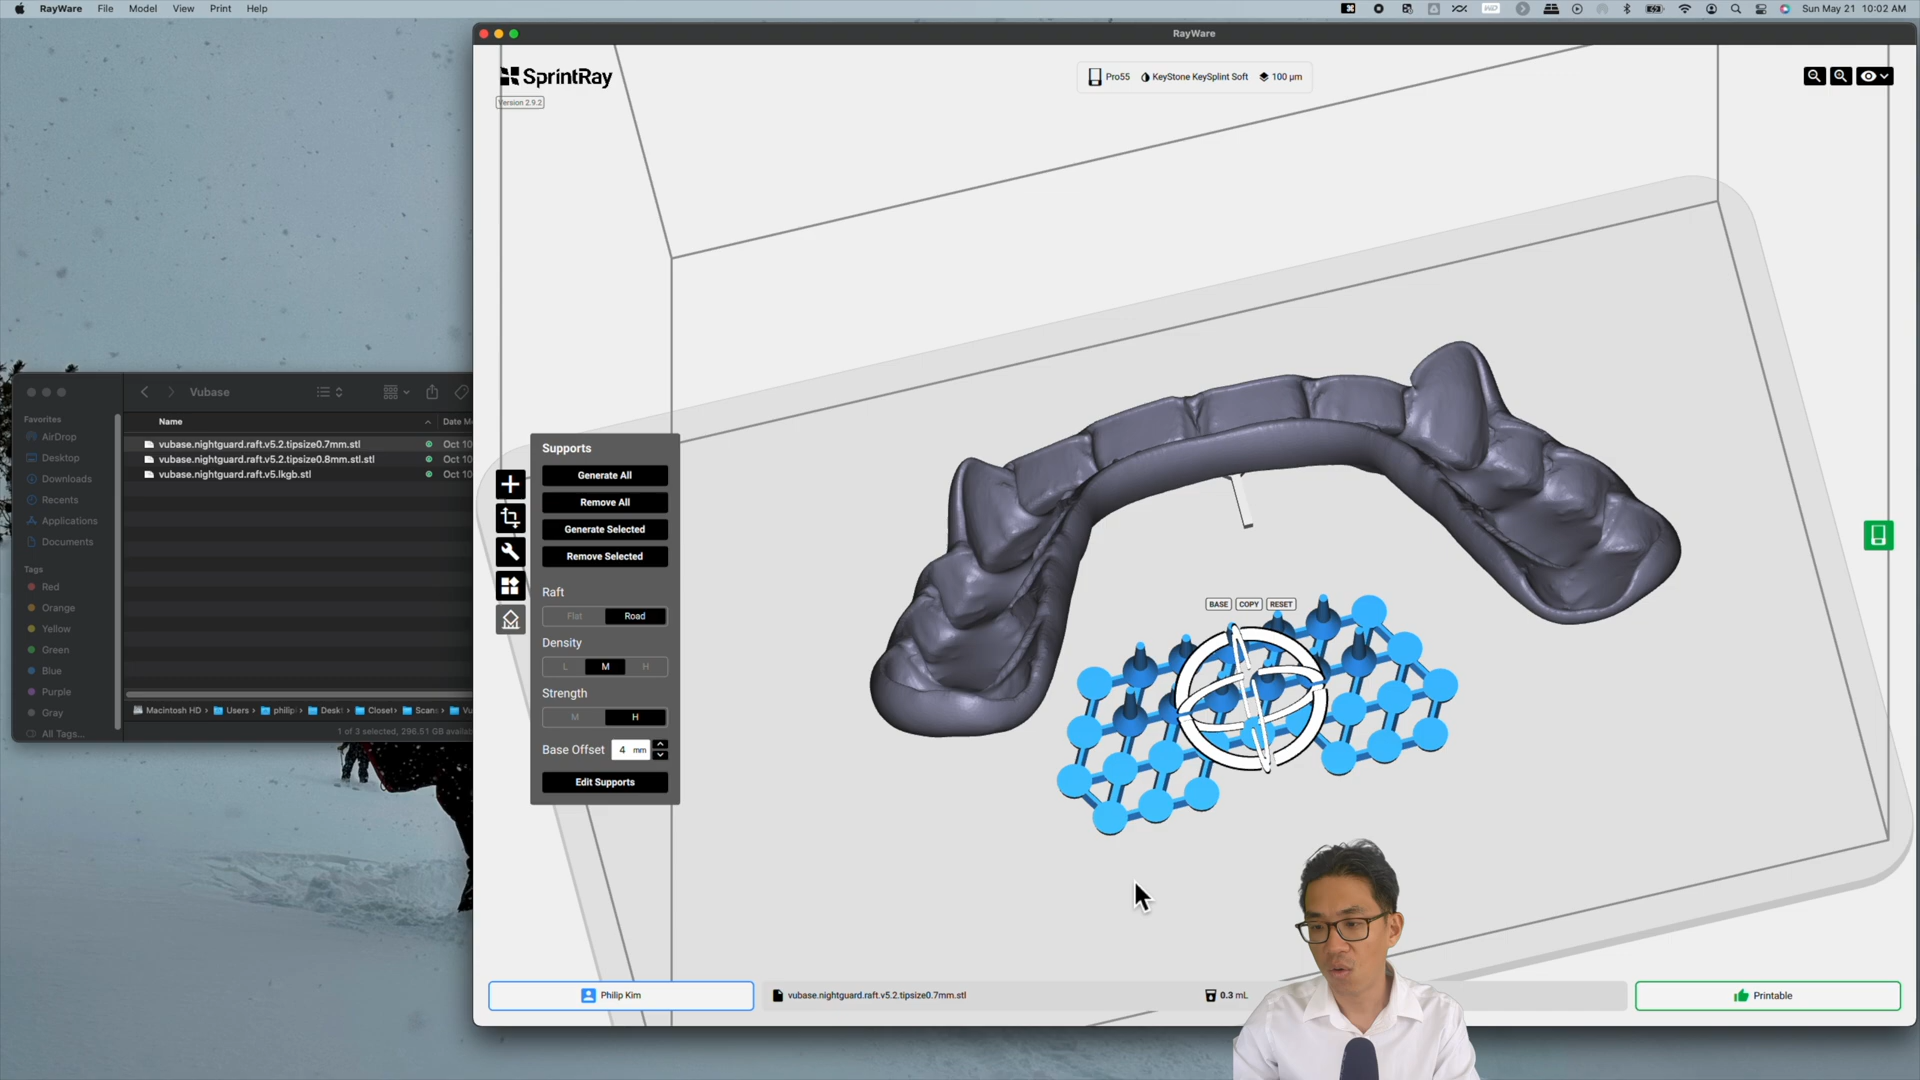 RayWare File Model View Print Help
Sun May 21 10:02 AM
RayWare
SprintRay
Version 2.9.2
Pro55 KeyStone KeySplint Soft 100 µm
Vubase
Favorites
AirDrop
Desktop
Downloads
Recents
Applications
Documents
Tags
Red
Orange
Yellow
Green
Blue
Purple
Gray
All Tags...
Name
Date M
vubase.nightguard.raft.v5.2.tipsize0.7mm.stl Oct 10
vubase.nightguard.raft.v5.2.tipsize0.8mm.stl.stl Oct 10
vubase.nightguard.raft.v5.lkgb.stl Oct 10
Macintosh HD › Users › philip › Desk › Closet › Scans › Vu
1 of 3 selected, 296.51 GB availa
Supports
Generate All
Remove All
Generate Selected
Remove Selected
Raft
Flat Road
Density
L M H
Strength
M H
Base Offset 4 mm
Edit Supports
BASE COPY RESET
Philip Kim
vubase.nightguard.raft.v5.2.tipsize0.7mm.stl
0.3 mL
Printable